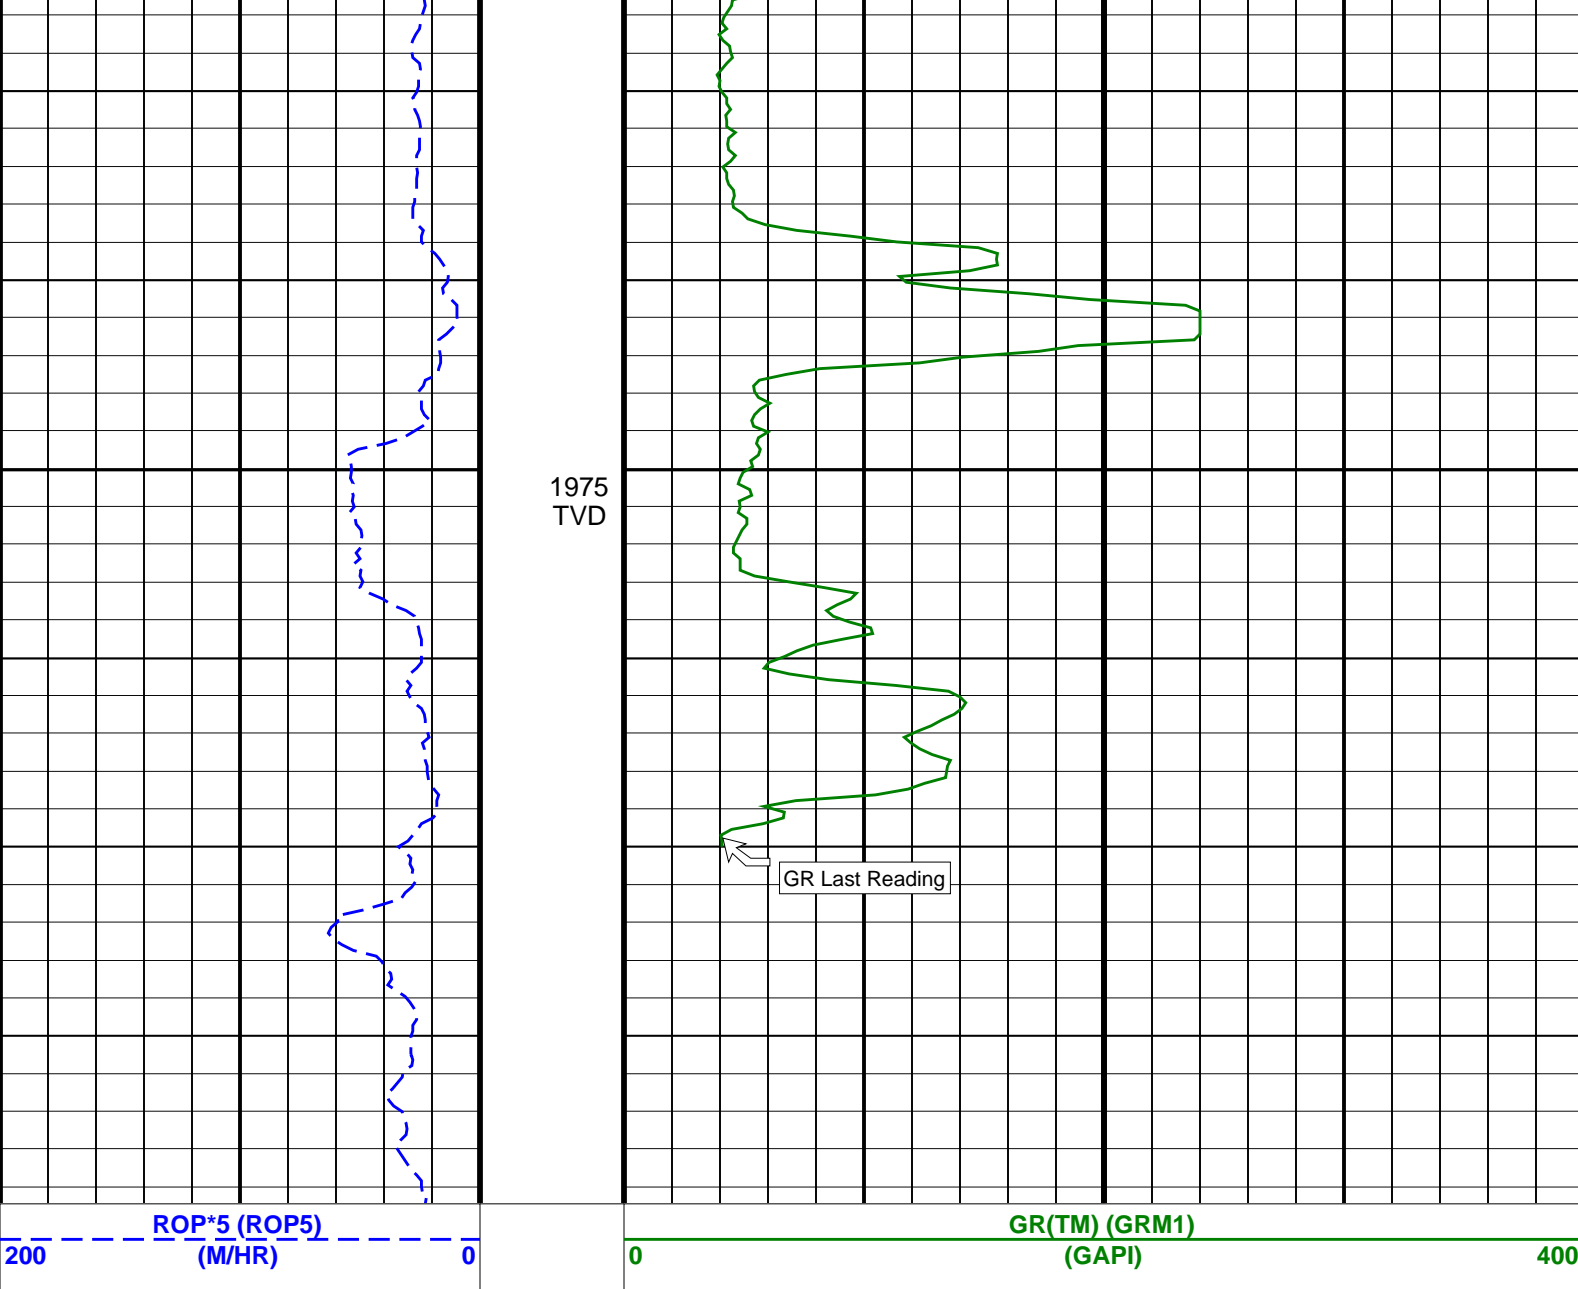 1975
TVD
GR Last Reading
ROP*5 (ROP5)
200 (M/HR) 0
GR(TM) (GRM1)
0 (GAPI) 400